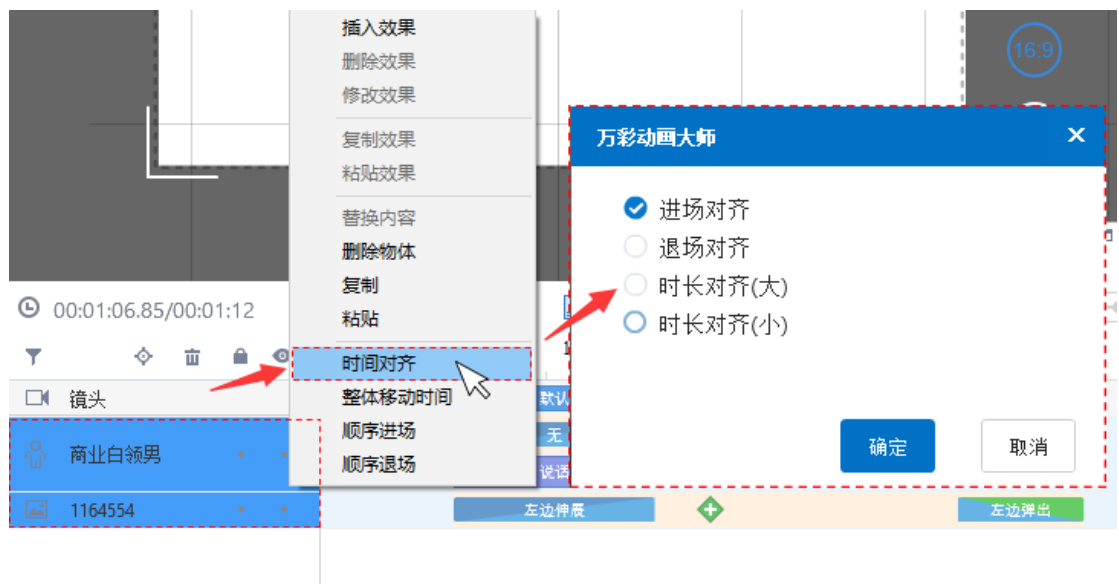 插入效果
删除效果
修改效果
复制效果
粘贴效果
替换内容
删除物体
复制
粘贴
时间对齐
整体移动时间
顺序进场
顺序退场
16:9
万彩动画大师
进场对齐
退场对齐
时长对齐(大)
时长对齐(小)
确定
取消
00:01:06.85/00:01:12
镜头
默认
商业白领男
无
说话
1164554
左边伸展
左边弹出